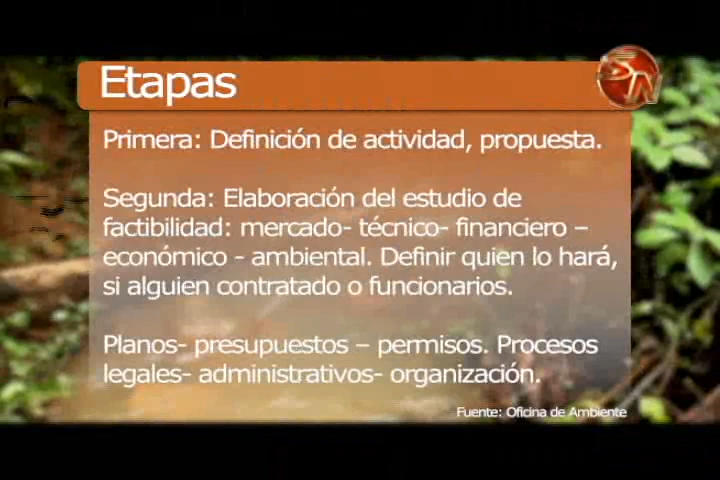 Etapas
SN
Primera: Definición de actividad, propuesta.
Segunda: Elaboración del estudio de
factibilidad: mercado- técnico- financiero –
económico - ambiental. Definir quien lo hará,
si alguien contratado o funcionarios.
Planos- presupuestos – permisos. Procesos
legales- administrativos- organización.
Fuente: Oficina de Ambiente